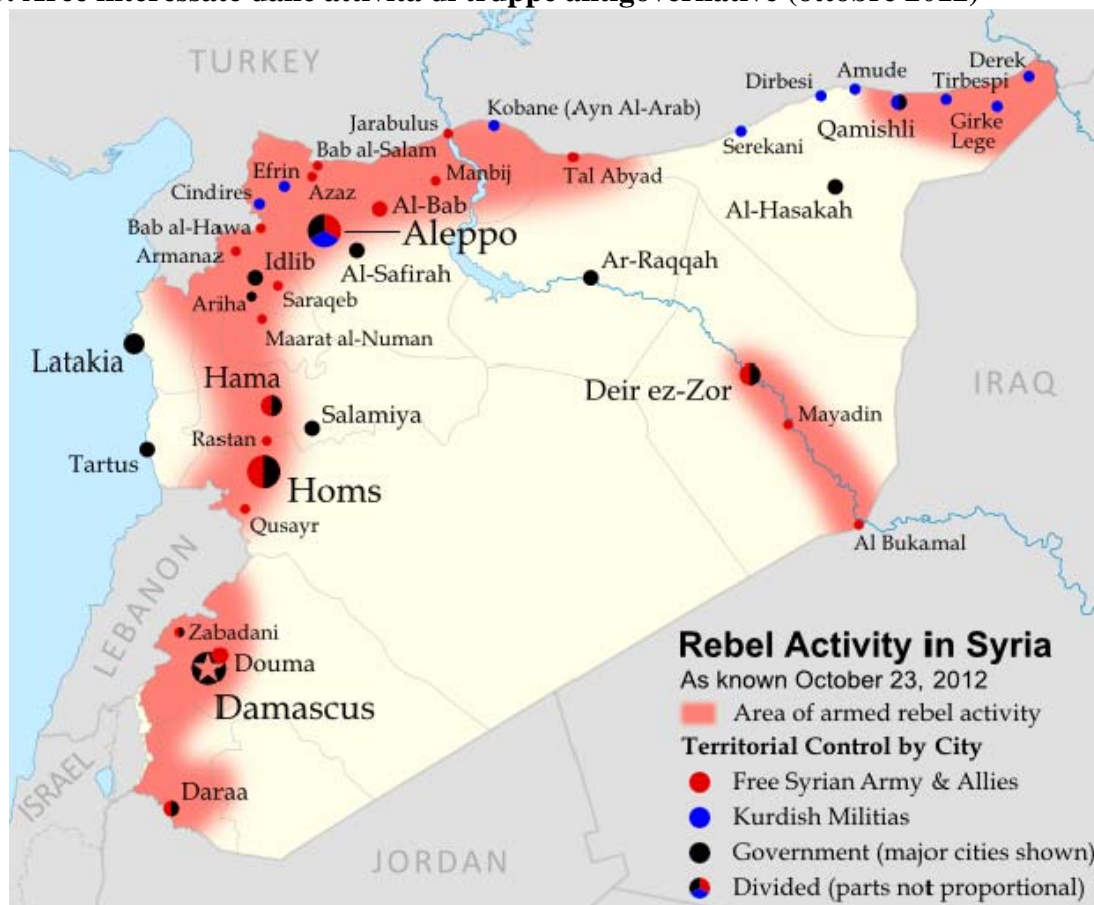 Aree interessate dalle attività di truppe antigovernative (ottobre 2012)
TURKEY
Derek
Amude
Tirbespi
Dirbesi
Kobane (Ayn Al-Arab)
Jarabulus
Qamishli
Girke
Lege
Bab al-Salam
Serekani
Efrin
Manbij
Tal Abyad
Azaz
Cindires
Al-Bab
Al-Hasakah
Bab al-Hawa
Aleppo
Armanaz
Idlib
Al-Safirah
Ar-Raqqah
Ariha
Saraqeb
Maarat al-Numan
Latakia
Hama
Deir ez-Zor
IRAQ
Salamiya
Mayadin
Rastan
Tartus
Homs
Qusayr
Al Bukamal
LEBANON
Zabadani
Douma
Damascus
ISRAEL
Daraa
JORDAN
Rebel Activity in Syria
As known October 23, 2012
Area of armed rebel activity
Territorial Control by City
Free Syrian Army & Allies
Kurdish Militias
Government (major cities shown)
Divided (parts not proportional)